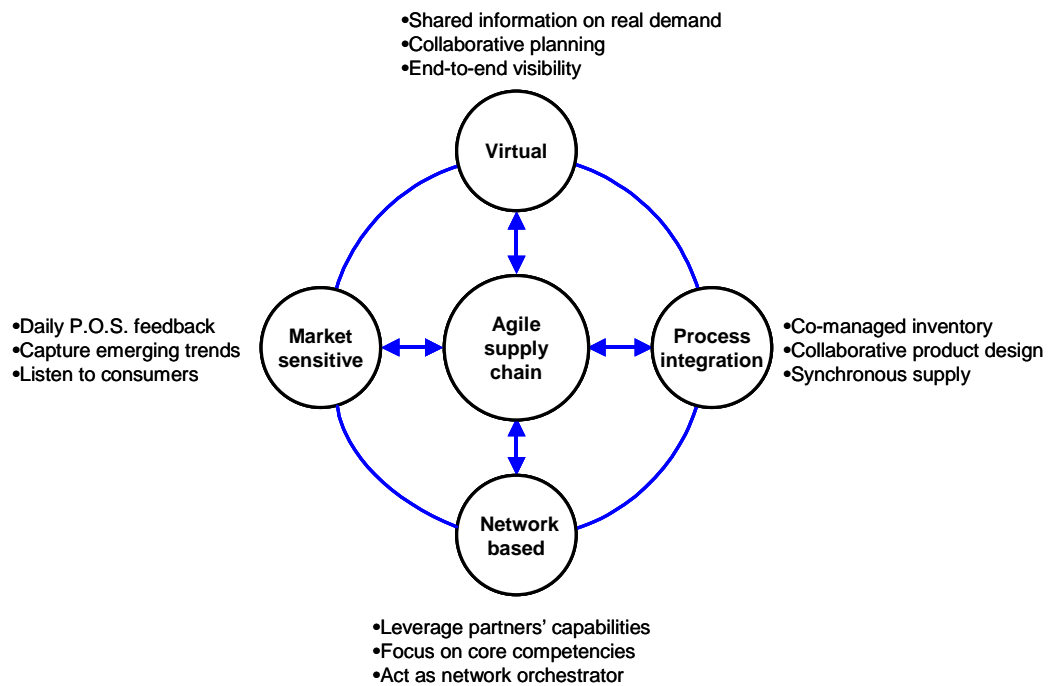 •Shared information on real demand
•Collaborative planning
•End-to-end visibility
Virtual
•Daily P.O.S. feedback
•Capture emerging trends
•Listen to consumers
Market
sensitive
Agile
supply
chain
Process
integration
•Co-managed inventory
•Collaborative product design
•Synchronous supply
Network
based
•Leverage partners’ capabilities
•Focus on core competencies
•Act as network orchestrator